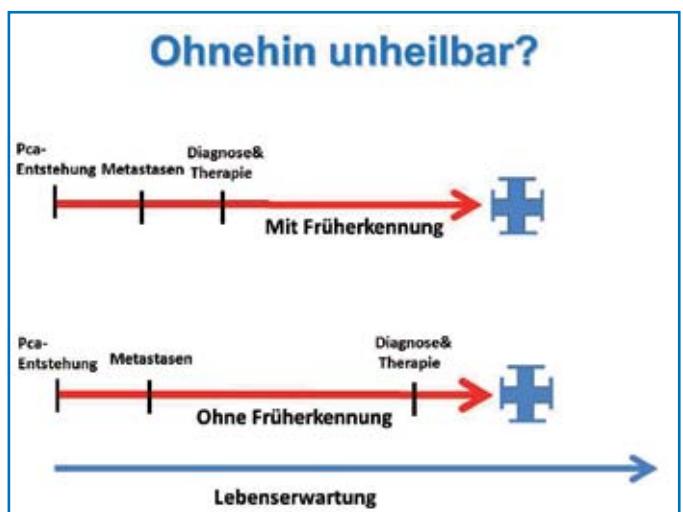 Ohnehin unheilbar?
Pca-
Entstehung
Metastasen
Diagnose&
Therapie
Mit Früherkennung
Pca-
Entstehung
Metastasen
Diagnose&
Therapie
Ohne Früherkennung
Lebenserwartung